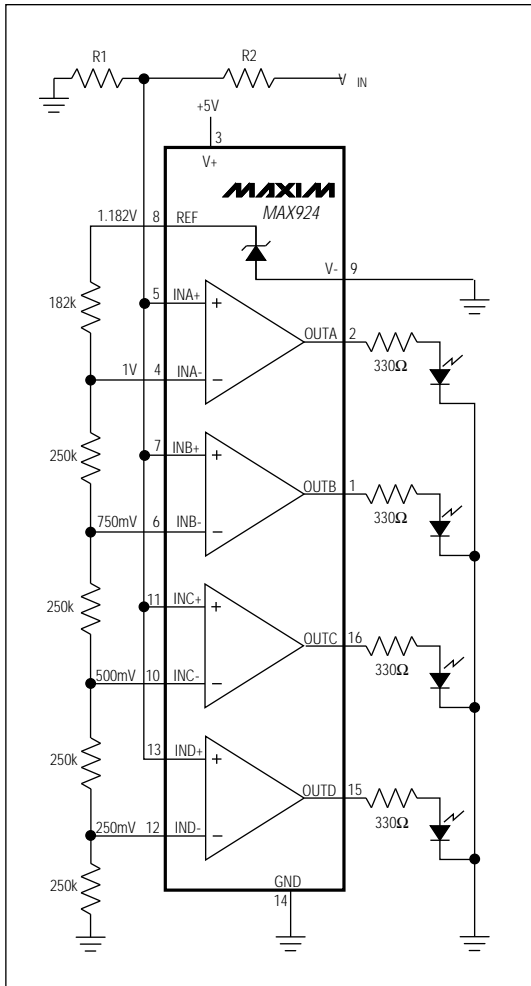 R1
R2
V IN
+5V
3
V+
MAXIM
MAX924
1.182V 8 REF
V- 9
182k
5 INA+
+
OUTA 2
330Ω
1V 4 INA-
−
250k
7 INB+
+
OUTB 1
330Ω
750mV 6 INB-
−
250k
11 INC+
+
OUTC 16
330Ω
500mV 10 INC-
−
250k
13 IND+
+
OUTD 15
330Ω
250mV 12 IND-
−
250k
GND
14